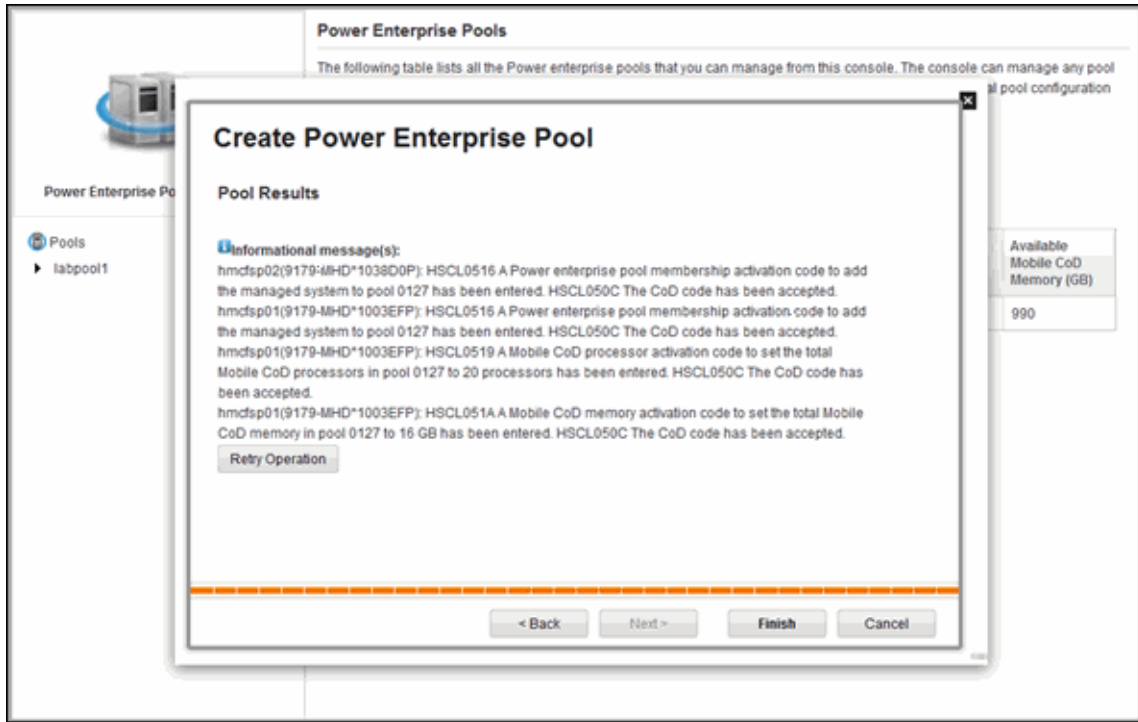 Power Enterprise Pools
The following table lists all the Power enterprise pools that you can manage from this console. The console can manage any pool
al pool configuration
Power Enterprise Po
Pools
labpool1
Available
Mobile CoD
Memory (GB)
990
Create Power Enterprise Pool
Pool Results
Informational message(s):
hmcfsp02(9179-MHD*1038D0P): HSCL0516 A Power enterprise pool membership activation code to add
the managed system to pool 0127 has been entered. HSCL050C The CoD code has been accepted.
hmcfsp01(9179-MHD*1003EFP): HSCL0516 A Power enterprise pool membership activation code to add
the managed system to pool 0127 has been entered. HSCL050C The CoD code has been accepted.
hmcfsp01(9179-MHD*1003EFP): HSCL0519 A Mobile CoD processor activation code to set the total
Mobile CoD processors in pool 0127 to 20 processors has been entered. HSCL050C The CoD code has
been accepted.
hmcfsp01(9179-MHD*1003EFP): HSCL051A A Mobile CoD memory activation code to set the total Mobile
CoD memory in pool 0127 to 16 GB has been entered. HSCL050C The CoD code has been accepted.
Retry Operation
< Back
Next >
Finish
Cancel